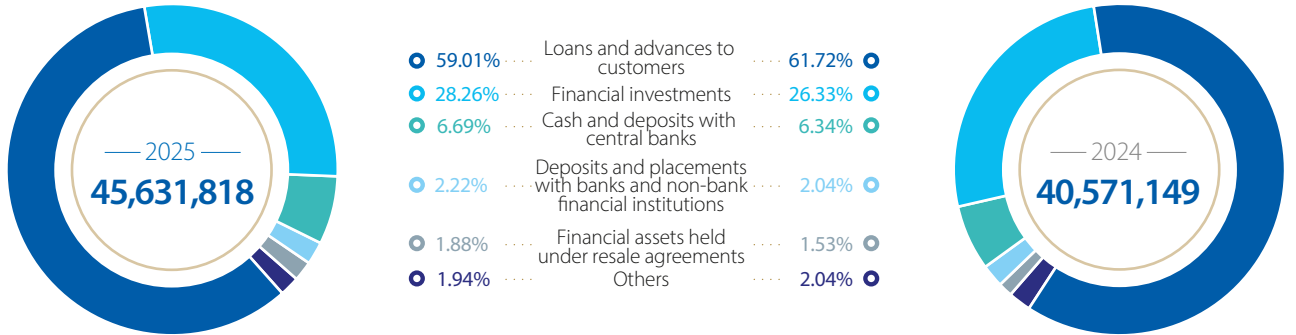 2025
45,631,818
59.01% Loans and advances to 61.72%
customers
28.26% Financial investments 26.33%
6.69% Cash and deposits with 6.34%
central banks
Deposits and placements
2.22% with banks and non-bank 2.04%
financial institutions
1.88% Financial assets held 1.53%
under resale agreements
1.94% Others 2.04%
2024
40,571,149